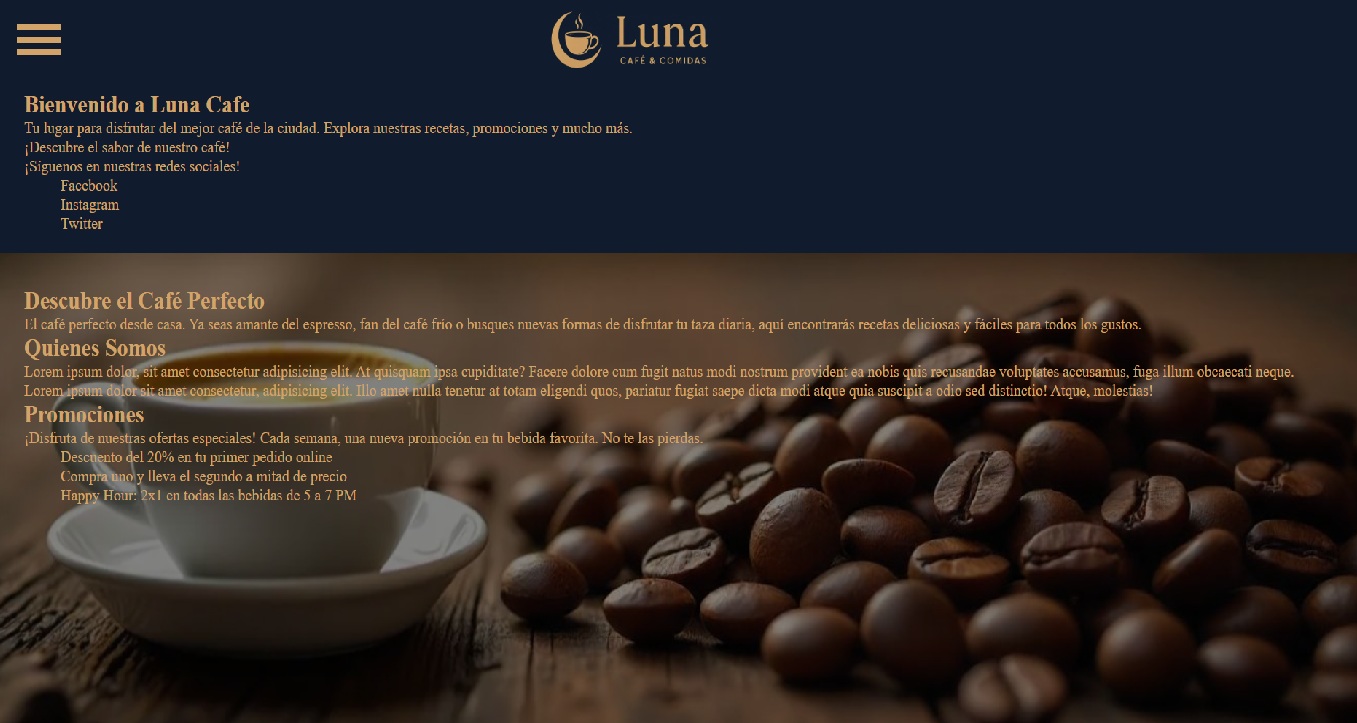 Luna
CAFÉ & COMIDAS
Bienvenido a Luna Cafe
Tu lugar para disfrutar del mejor café de la ciudad. Explora nuestras recetas, promociones y mucho más.
¡Descubre el sabor de nuestro café!
¡Síguenos en nuestras redes sociales!
Facebook
Instagram
Twitter
Descubre el Café Perfecto
El café perfecto desde casa. Ya seas amante del espresso, fan del café frío o busques nuevas formas de disfrutar tu taza diaria, aquí encontrarás recetas deliciosas y fáciles para todos los gustos.
Quienes Somos
Lorem ipsum dolor, sit amet consectetur adipisicing elit. At quisquam ipsa cupiditate? Facere dolore cum fugit natus modi nostrum provident ea nobis quis recusandae voluptates accusamus, fuga illum obcaecati neque.
Lorem ipsum dolor sit amet consectetur, adipisicing elit. Illo amet nulla tenetur at totam eligendi quos, pariatur fugiat saepe dicta modi atque quia suscipit a odio sed distinctio! Atque, molestias!
Promociones
¡Disfruta de nuestras ofertas especiales! Cada semana, una nueva promoción en tu bebida favorita. No te las pierdas.
Descuento del 20% en tu primer pedido online
Compra uno y lleva el segundo a mitad de precio
Happy Hour: 2x1 en todas las bebidas de 5 a 7 PM